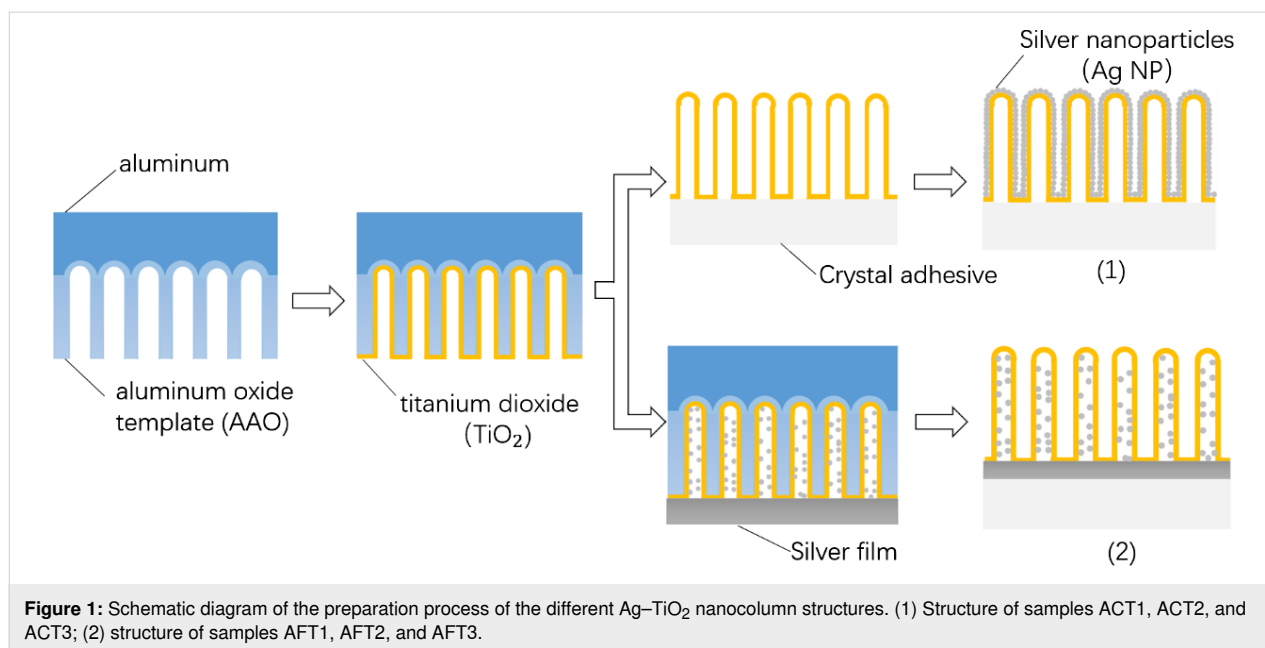 Silver nanoparticles
(Ag NP)
aluminum
Crystal adhesive
(1)
aluminum oxide
template (AAO)
titanium dioxide
(TiO₂)
Silver film
(2)
Figure 1: Schematic diagram of the preparation process of the different Ag–TiO₂ nanocolumn structures. (1) Structure of samples ACT1, ACT2, and
ACT3; (2) structure of samples AFT1, AFT2, and AFT3.